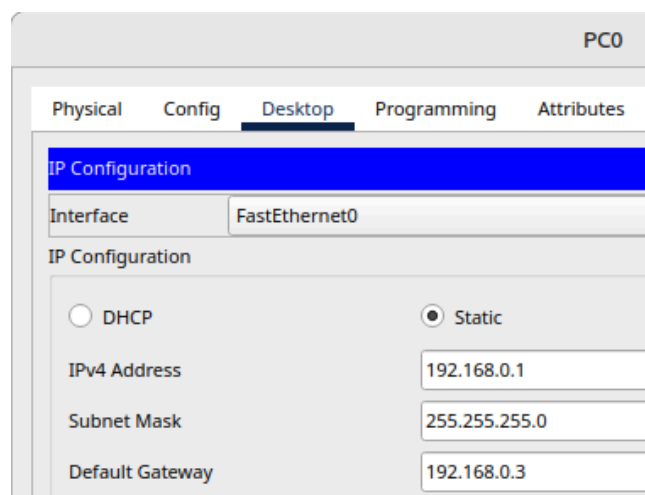 PC0
Physical Config Desktop Programming Attributes
IP Configuration
Interface FastEthernet0
IP Configuration
DHCP Static
IPv4 Address 192.168.0.1
Subnet Mask 255.255.255.0
Default Gateway 192.168.0.3